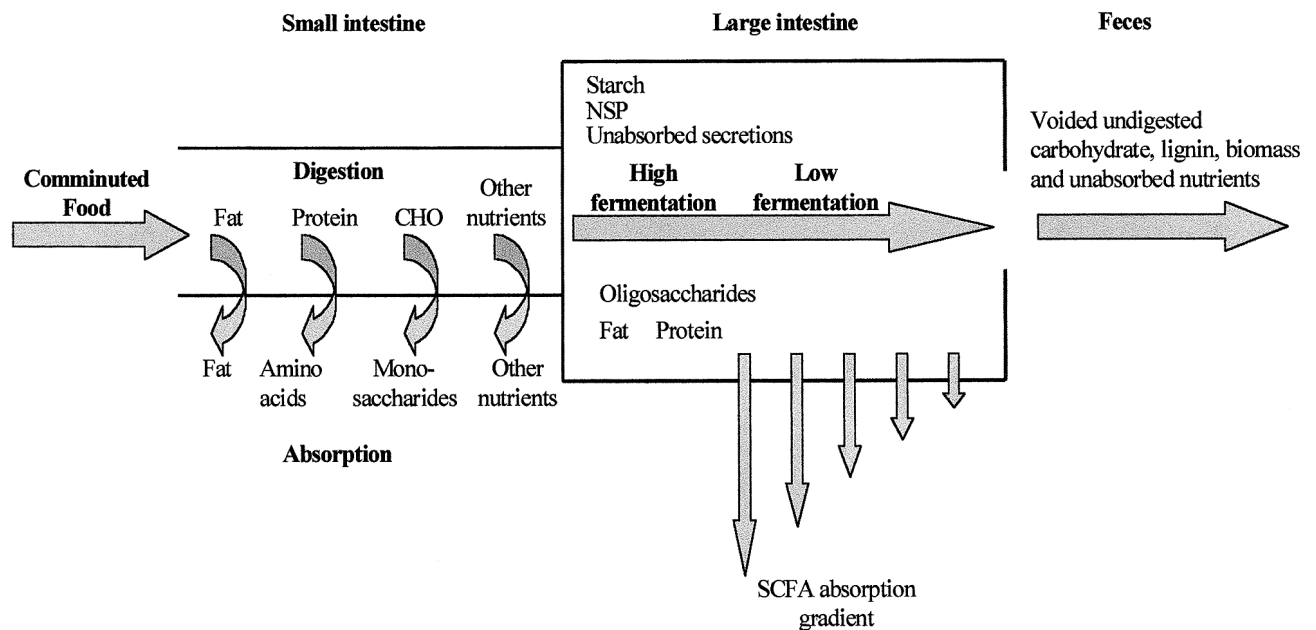 Small intestine
Large intestine
Feces
Starch
NSP
Unabsorbed secretions
Voided undigested
carbohydrate, lignin, biomass
and unabsorbed nutrients
Comminuted
Food
Digestion
Fat
Protein
CHO
Other
nutrients
High
fermentation
Low
fermentation
Oligosaccharides
Fat Protein
Fat
Amino
acids
Mono-
saccharides
Other
nutrients
Absorption
SCFA absorption
gradient